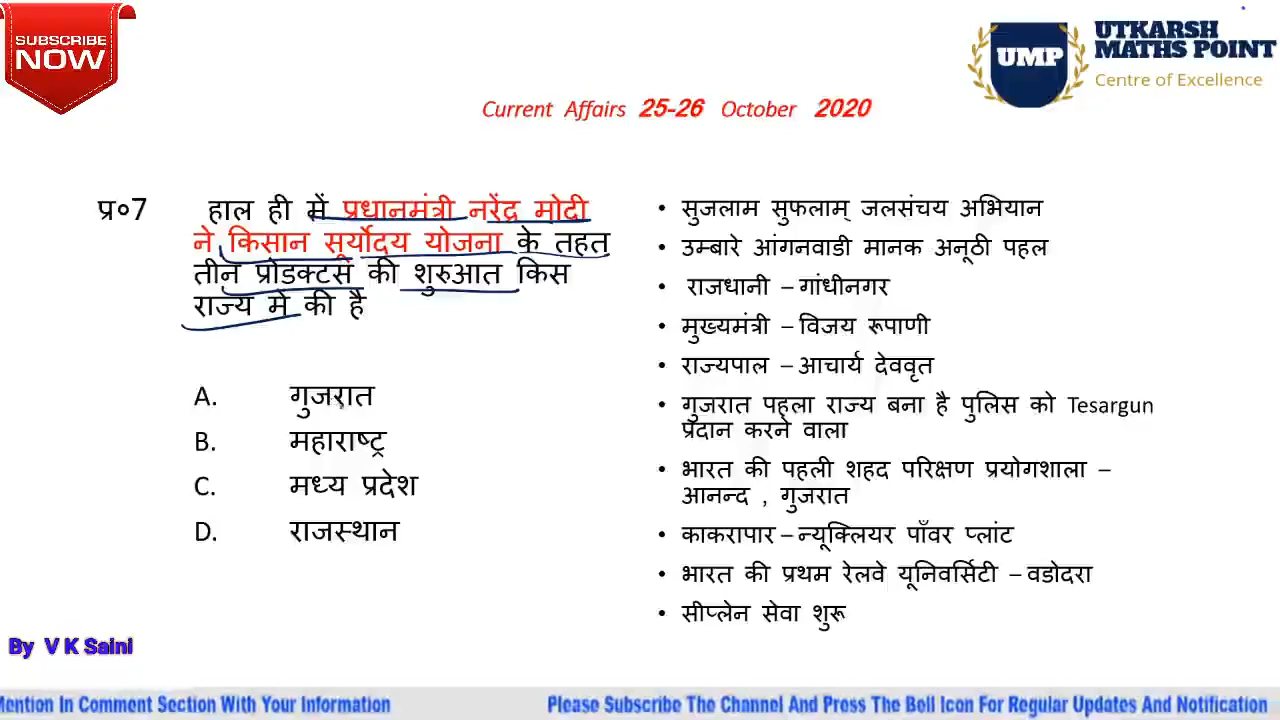 SUBSCRIBE
NOW
UMP
UTKARSH
MATHS POINT
Centre of Excellence
Current Affairs 25-26 October 2020
प्र०7 हाल ही में प्रधानमंत्री नरेंद्र मोदी
ने किसान सूर्योदय योजना के तहत
तीन प्रोडक्टस की शुरुआत किस
राज्य में की है
A. गुजरात
B. महाराष्ट्र
C. मध्य प्रदेश
D. राजस्थान
• सुजलाम सुफलाम् जलसंचय अभियान
• उम्बारे आंगनवाडी मानक अनूठी पहल
• राजधानी – गांधीनगर
• मुख्यमंत्री – विजय रूपाणी
• राज्यपाल – आचार्य देववृत
• गुजरात पहला राज्य बना है पुलिस को Tesargun
प्रदान करने वाला
• भारत की पहली शहद परिक्षण प्रयोगशाला –
आनन्द , गुजरात
• काकरापार – न्यूक्लियर पाँवर प्लांट
• भारत की प्रथम रेलवे यूनिवर्सिटी – वडोदरा
• सीप्लेन सेवा शुरू
By V K Saini
Mention In Comment Section With Your Information Please Subscribe The Channel And Press The Bell Icon For Regular Updates And Notification